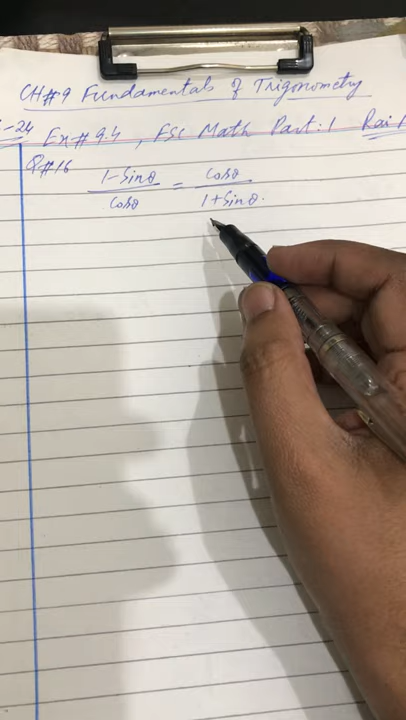 CH#9 Fundamentals of Trigonometry
-24 Ex#9.4, FSC Math Part:1
Q#16 1-Sinθ/Cosθ = Cosθ/1+Sinθ.